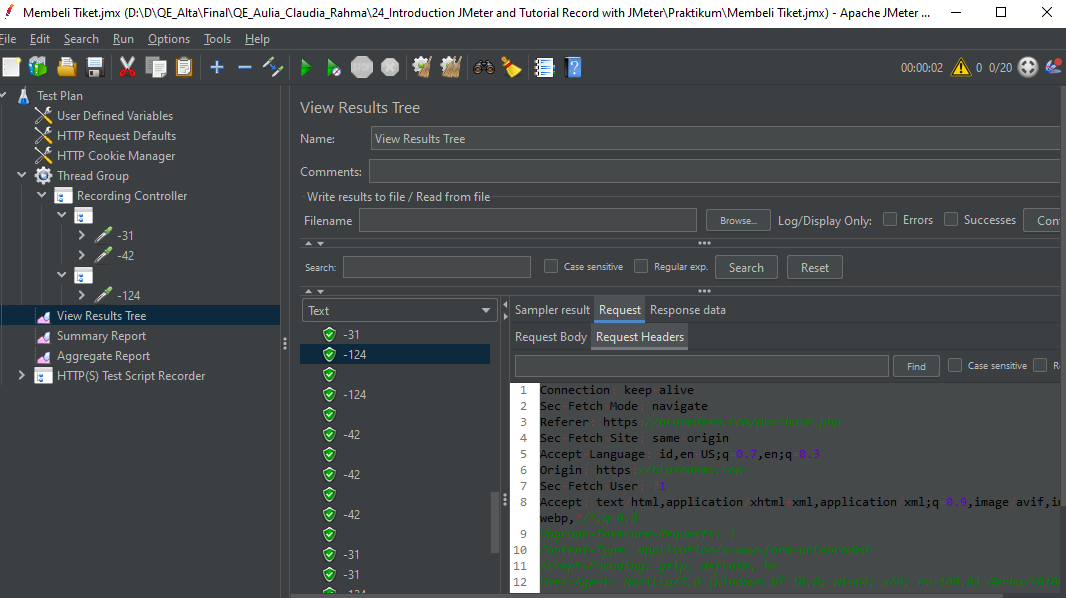 Membeli Tiket.jmx (D:\D\QE_Alta\Final\QE_Aulia_Claudia_Rahma\24_Introduction JMeter and Tutorial Record with JMeter\Praktikum\Membeli Tiket.jmx) - Apache JMeter ...
File Edit Search Run Options Tools Help
00:00:02 0 0/20
Test Plan
User Defined Variables
HTTP Request Defaults
HTTP Cookie Manager
Thread Group
Recording Controller
-31
-42
-124
View Results Tree
Summary Report
Aggregate Report
HTTP(S) Test Script Recorder
View Results Tree
Name: View Results Tree
Comments:
Write results to file / Read from file
Filename Browse... Log/Display Only: Errors Successes Con
Search: Case sensitive Regular exp. Search Reset
Text
-31
-124
-124
-42
-42
-42
-31
-31
-124
Sampler result Request Response data
Request Body Request Headers
Find Case sensitive Re
1 Connection keep alive
2 Sec Fetch Mode navigate
3 Referer https
4 Sec Fetch Site same origin
5 Accept Language id,en US;q 0.7,en;q 0.3
6 Origin https
7 Sec Fetch User 1
8 Accept text html,application xhtml xml,application xml;q 0.9,image avif,im
webp,
9
10
11
12